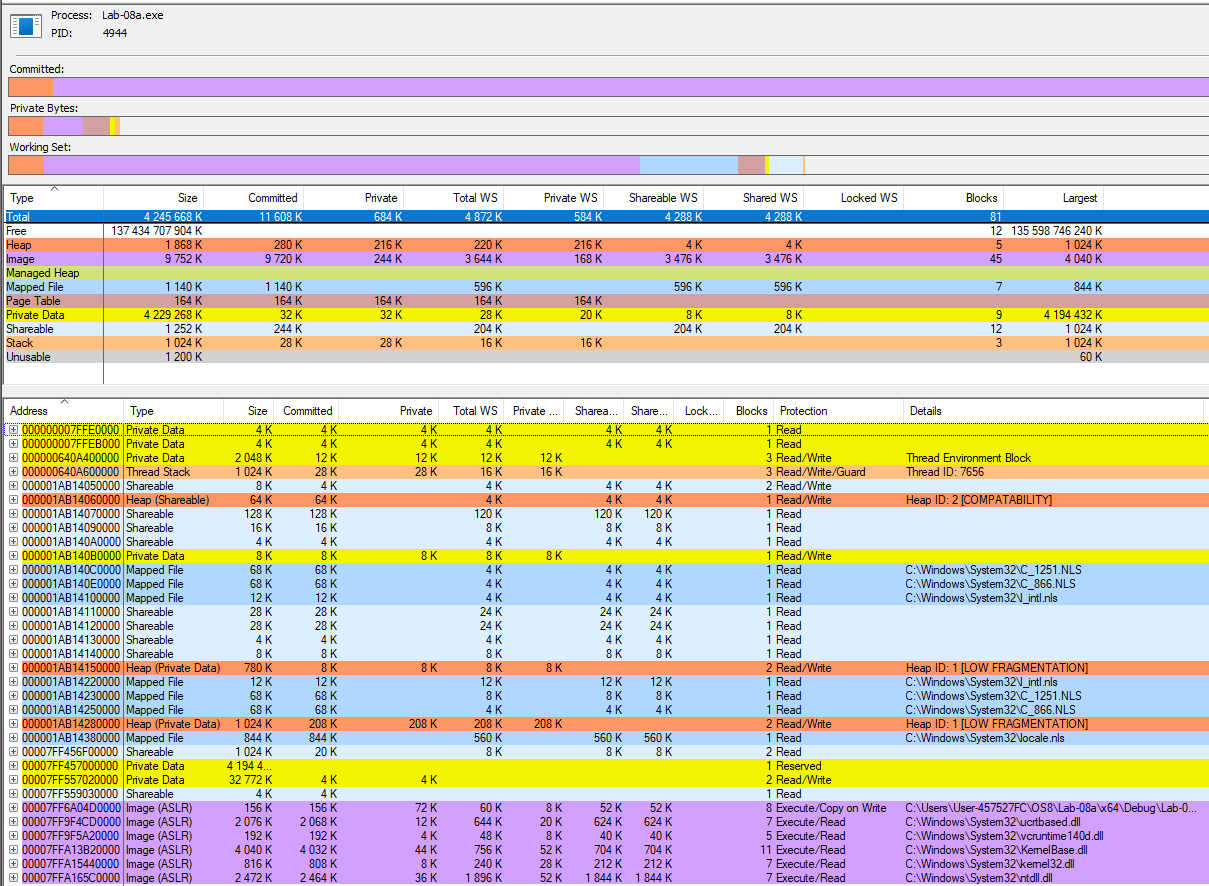 Process: Lab-08a.exe
PID: 4944
Committed:
Private Bytes:
Working Set:
Type Size Committed Private Total WS Private WS Shareable WS Shared WS Locked WS Blocks Largest
Total 4 245 668 K 11 608 K 684 K 4 872 K 584 K 4 288 K 4 288 K 81
Free 137 434 707 904 K 12 135 598 746 240 K
Heap 1 868 K 280 K 216 K 220 K 216 K 4 K 4 K 5 1 024 K
Image 9 752 K 9 720 K 244 K 3 644 K 168 K 3 476 K 3 476 K 45 4 040 K
Managed Heap
Mapped File 1 140 K 1 140 K 596 K 596 K 596 K 7 844 K
Page Table 164 K 164 K 164 K 164 K 164 K
Private Data 4 229 268 K 32 K 32 K 28 K 20 K 8 K 8 K 9 4 194 432 K
Shareable 1 252 K 244 K 204 K 204 K 204 K 12 1 024 K
Stack 1 024 K 28 K 28 K 16 K 16 K 3 1 024 K
Unusable 1 200 K 60 K
Address Type Size Committed Private Total WS Private ... Sharea... Share... Lock... Blocks Protection Details
000000007FFE0000 Private Data 4 K 4 K 4 K 4 K 4 K 4 K 1 Read
000000007FFEB000 Private Data 4 K 4 K 4 K 4 K 4 K 4 K 1 Read
000000640A400000 Private Data 2 048 K 12 K 12 K 12 K 12 K 3 Read/Write Thread Environment Block
000000640A600000 Thread Stack 1 024 K 28 K 28 K 16 K 16 K 3 Read/Write/Guard Thread ID: 7656
000001AB14050000 Shareable 8 K 8 K 4 K 4 K 4 K 2 Read/Write
000001AB14060000 Heap (Shareable) 64 K 64 K 4 K 4 K 4 K 1 Read/Write Heap ID: 2 [COMPATABILITY]
000001AB14070000 Shareable 128 K 128 K 120 K 120 K 120 K 1 Read
000001AB14090000 Shareable 16 K 16 K 8 K 8 K 8 K 1 Read
000001AB140A0000 Shareable 4 K 4 K 4 K 4 K 4 K 1 Read
000001AB140B0000 Private Data 8 K 8 K 8 K 8 K 8 K 1 Read/Write
000001AB140C0000 Mapped File 68 K 68 K 4 K 4 K 4 K 1 Read C:\Windows\System32\C_1251.NLS
000001AB140E0000 Mapped File 68 K 68 K 4 K 4 K 4 K 1 Read C:\Windows\System32\C_866.NLS
000001AB14100000 Mapped File 12 K 12 K 4 K 4 K 4 K 1 Read C:\Windows\System32\l_intl.nls
000001AB14110000 Shareable 28 K 28 K 24 K 24 K 24 K 1 Read
000001AB14120000 Shareable 28 K 28 K 24 K 24 K 24 K 1 Read
000001AB14130000 Shareable 4 K 4 K 4 K 4 K 4 K 1 Read
000001AB14140000 Shareable 8 K 8 K 8 K 8 K 8 K 1 Read
000001AB14150000 Heap (Private Data) 780 K 8 K 8 K 8 K 8 K 2 Read/Write Heap ID: 1 [LOW FRAGMENTATION]
000001AB14220000 Mapped File 12 K 12 K 12 K 12 K 12 K 1 Read C:\Windows\System32\l_intl.nls
000001AB14230000 Mapped File 68 K 68 K 8 K 8 K 8 K 1 Read C:\Windows\System32\C_1251.NLS
000001AB14250000 Mapped File 68 K 68 K 4 K 4 K 4 K 1 Read C:\Windows\System32\C_866.NLS
000001AB14280000 Heap (Private Data) 1 024 K 208 K 208 K 208 K 208 K 2 Read/Write Heap ID: 1 [LOW FRAGMENTATION]
000001AB14380000 Mapped File 844 K 844 K 560 K 560 K 560 K 1 Read C:\Windows\System32\locale.nls
00007FF456F00000 Shareable 1 024 K 20 K 8 K 8 K 8 K 2 Read
00007FF457000000 Private Data 4 194 4... 1 Reserved
00007FF557020000 Private Data 32 772 K 4 K 4 K 2 Read/Write
00007FF559030000 Shareable 4 K 4 K 1 Read
00007FF6A04D0000 Image (ASLR) 156 K 156 K 72 K 60 K 8 K 52 K 52 K 8 Execute/Copy on Write C:\Users\User-457527FC\OS8\Lab-08a\x64\Debug\Lab-0...
00007FF9F4CD0000 Image (ASLR) 2 076 K 2 068 K 12 K 644 K 20 K 624 K 624 K 7 Execute/Read C:\Windows\System32\ucrtbased.dll
00007FF9F5A20000 Image (ASLR) 192 K 192 K 4 K 48 K 8 K 40 K 40 K 5 Execute/Read C:\Windows\System32\vcruntime140d.dll
00007FFA13B20000 Image (ASLR) 4 040 K 4 032 K 44 K 756 K 52 K 704 K 704 K 11 Execute/Read C:\Windows\System32\KernelBase.dll
00007FFA15440000 Image (ASLR) 816 K 808 K 8 K 240 K 28 K 212 K 212 K 7 Execute/Read C:\Windows\System32\kernel32.dll
00007FFA165C0000 Image (ASLR) 2 472 K 2 464 K 36 K 1 896 K 52 K 1 844 K 1 844 K 7 Execute/Read C:\Windows\System32\ntdll.dll